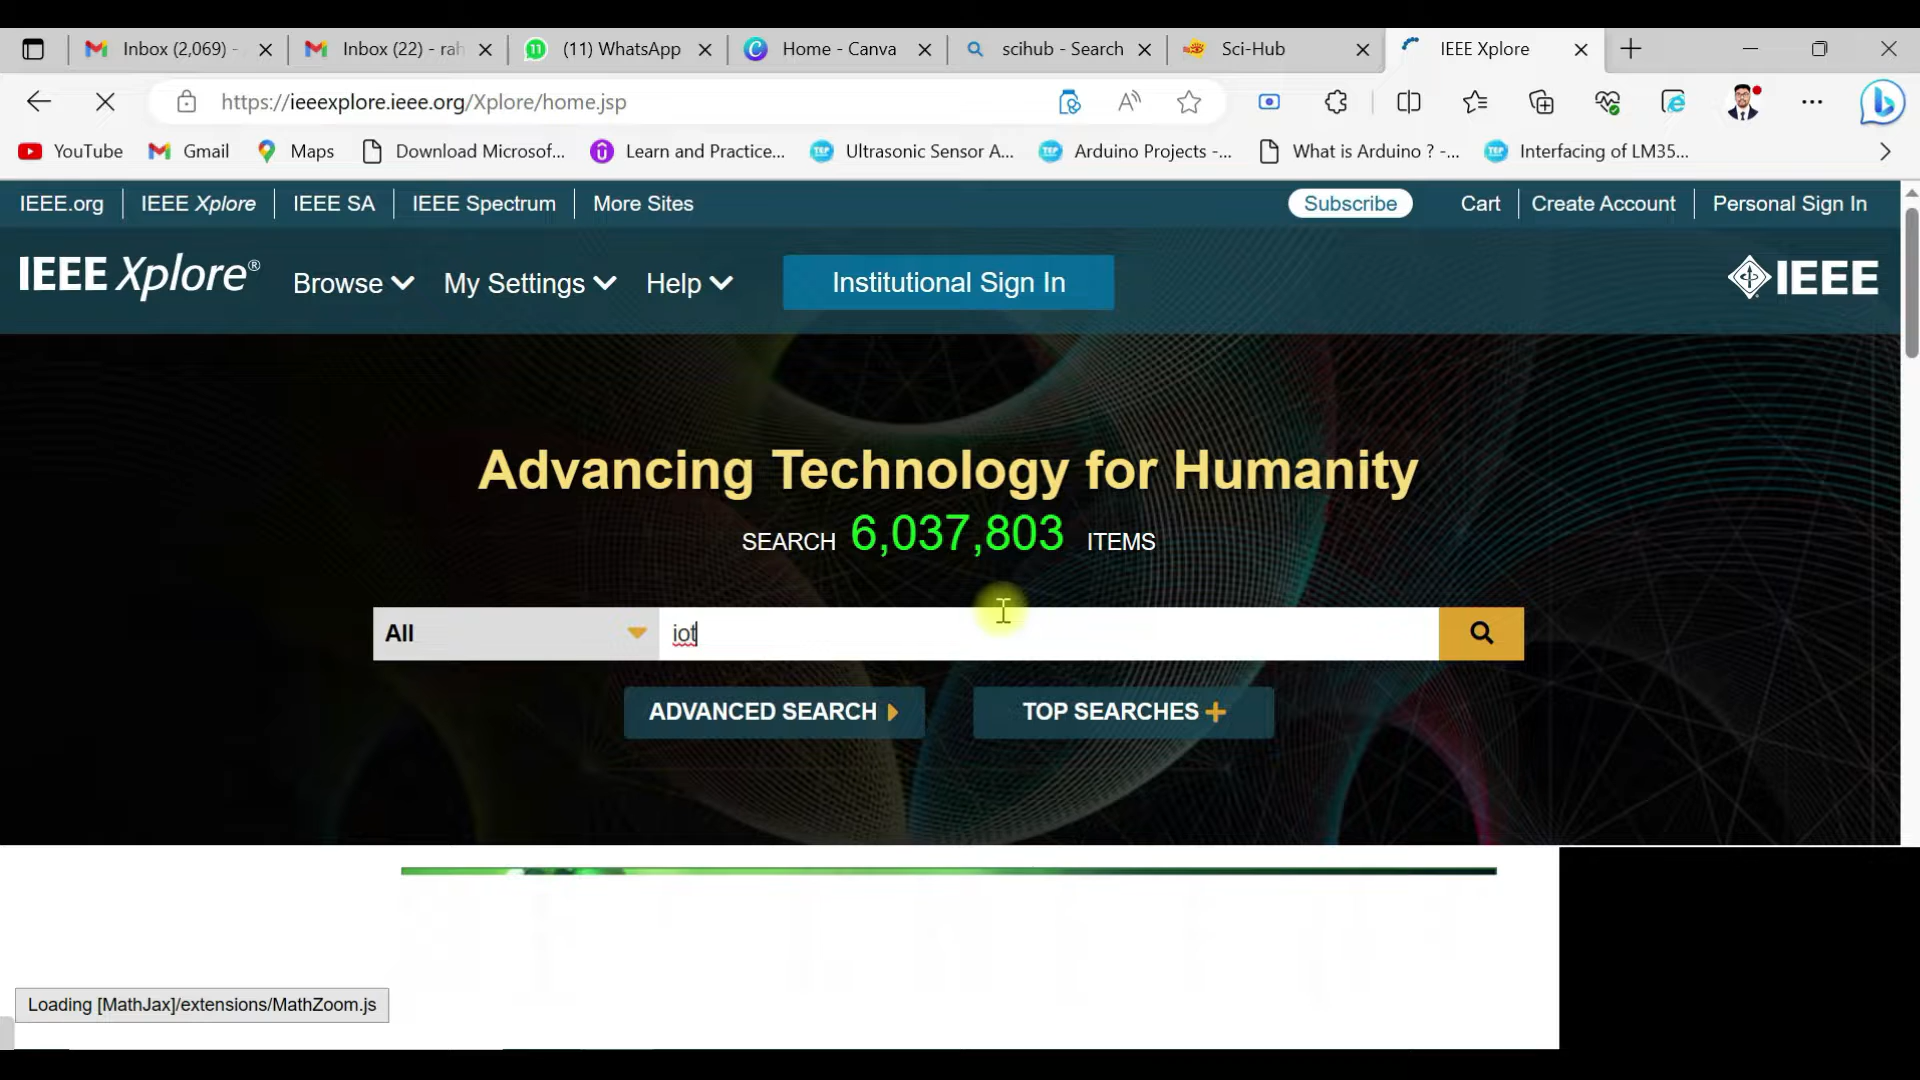 Inbox (2,069) -
Inbox (22) - rah
11
(11) WhatsApp
C
Home - Canva
scihub - Search
Sci-Hub
IEEE Xplore
https://ieeexplore.ieee.org/Xplore/home.jsp
YouTube
Gmail
Maps
Download Microsof...
Learn and Practice...
TEP
Ultrasonic Sensor A...
TEP
Arduino Projects -...
What is Arduino ? -...
TEP
Interfacing of LM35...
IEEE.org
IEEE Xplore
IEEE SA
IEEE Spectrum
More Sites
Subscribe
Cart
Create Account
Personal Sign In
IEEE Xplore®
Browse
My Settings
Help
Institutional Sign In
IEEE
Advancing Technology for Humanity
SEARCH 6,037,803 ITEMS
All
iot
ADVANCED SEARCH
TOP SEARCHES
Loading [MathJax]/extensions/MathZoom.js